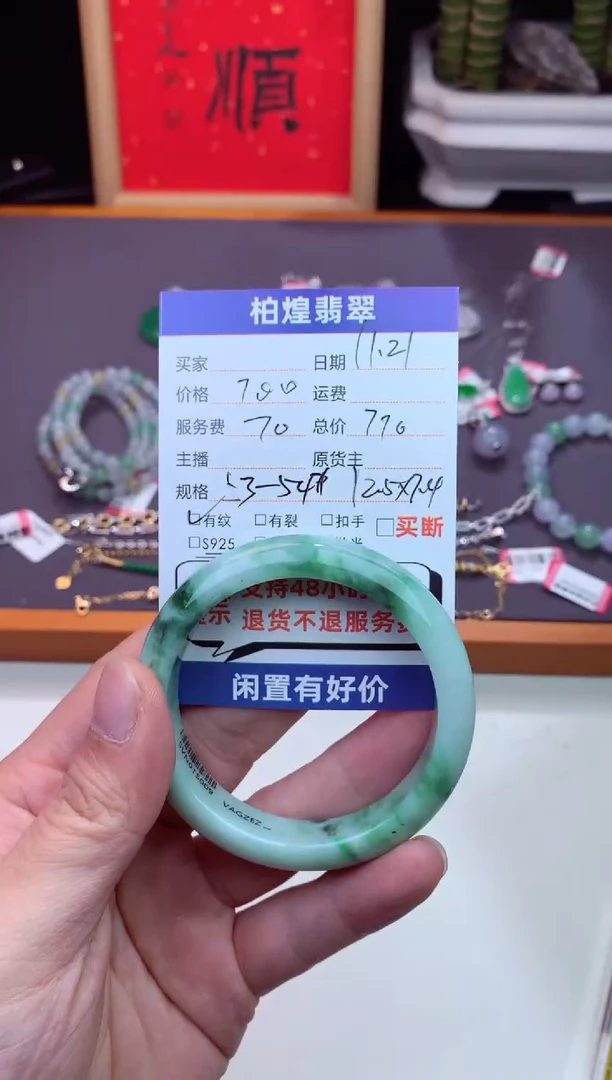 順
柏煌翡翠
买家 日期 11.21
价格 700 运费
服务费 70 总价 770
主播 原货主
规格 53-54# 12.5x7.4
☑有纹 □有裂 □扣手 □买断
□S925
支持48小时
示 退货不退服务费
闲置有好价
VAGZEZ